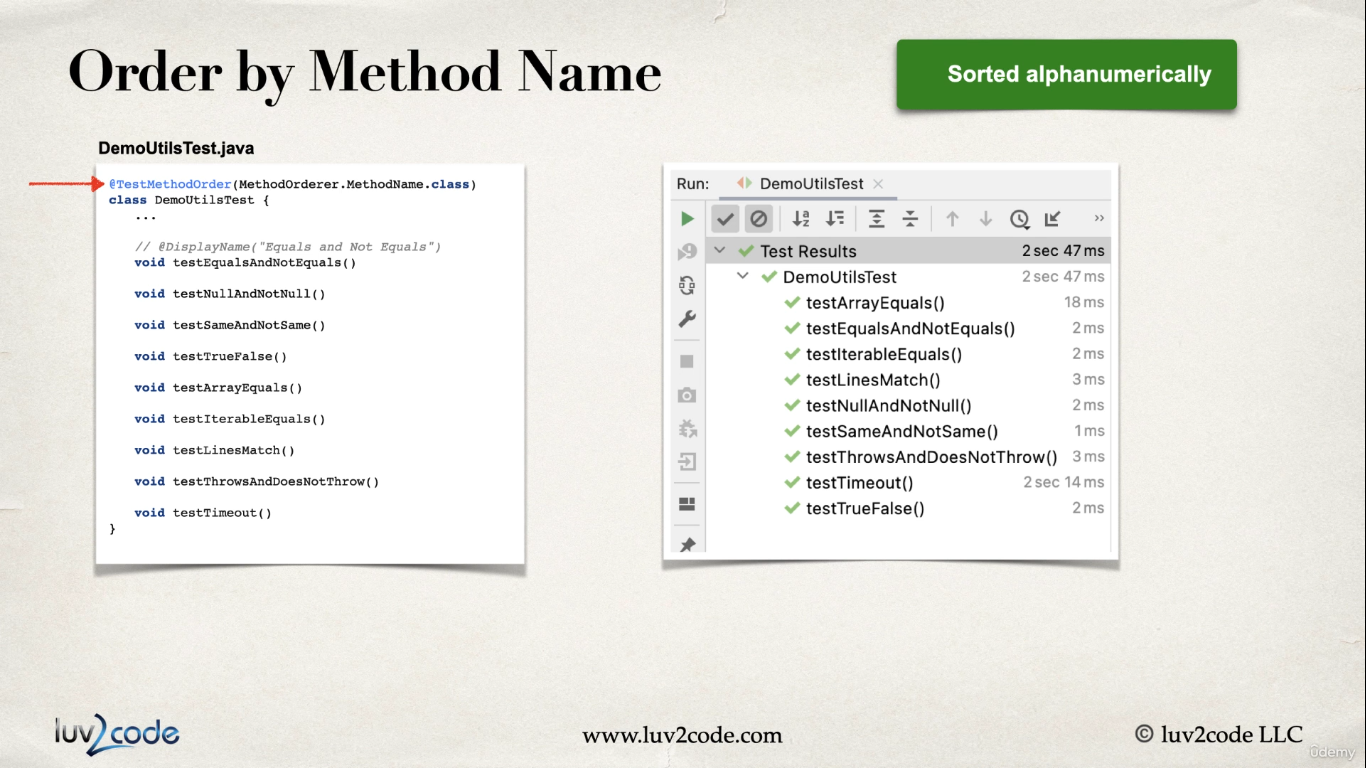 Order by Method Name
Sorted alphanumerically
DemoUtilsTest.java
@TestMethodOrder(MethodOrderer.MethodName.class)
class DemoUtilsTest {
...
// @DisplayName("Equals and Not Equals")
void testEqualsAndNotEquals()
void testNullAndNotNull()
void testSameAndNotSame()
void testTrueFalse()
void testArrayEquals()
void testIterableEquals()
void testLinesMatch()
void testThrowsAndDoesNotThrow()
void testTimeout()
}
Run: DemoUtilsTest
Test Results 2 sec 47 ms
DemoUtilsTest 2 sec 47 ms
testArrayEquals() 18 ms
testEqualsAndNotEquals() 2 ms
testIterableEquals() 2 ms
testLinesMatch() 3 ms
testNullAndNotNull() 2 ms
testSameAndNotSame() 1 ms
testThrowsAndDoesNotThrow() 3 ms
testTimeout() 2 sec 14 ms
testTrueFalse() 2 ms
luv2code
www.luv2code.com
© luv2code LLC
ûdemy